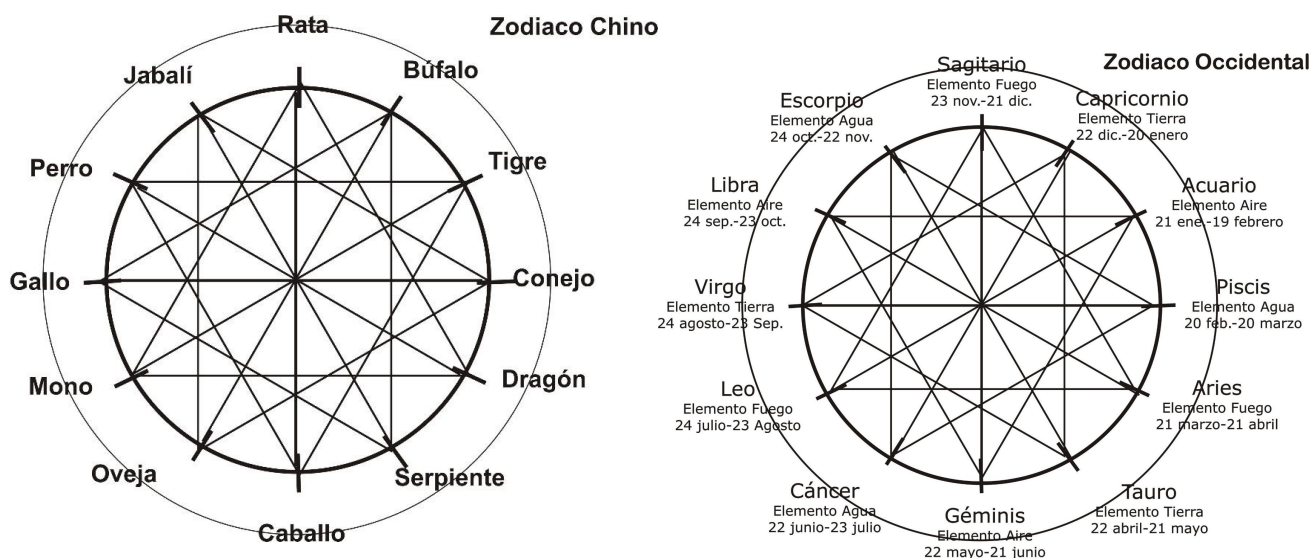 Zodiaco Chino
Rata
Búfalo
Tigre
Conejo
Dragón
Serpiente
Caballo
Oveja
Mono
Gallo
Perro
Jabalí
Zodiaco Occidental
Sagitario
Elemento Fuego
23 nov.-21 dic.
Capricornio
Elemento Tierra
22 dic.-20 enero
Acuario
Elemento Aire
21 ene.-19 febrero
Piscis
Elemento Agua
20 feb.-20 marzo
Aries
Elemento Fuego
21 marzo-21 abril
Tauro
Elemento Tierra
22 abril-21 mayo
Géminis
Elemento Aire
22 mayo-21 junio
Cáncer
Elemento Agua
22 junio-23 julio
Leo
Elemento Fuego
24 julio-23 Agosto
Virgo
Elemento Tierra
24 agosto-23 Sep.
Libra
Elemento Aire
24 sep.-23 oct.
Escorpio
Elemento Agua
24 oct.-22 nov.